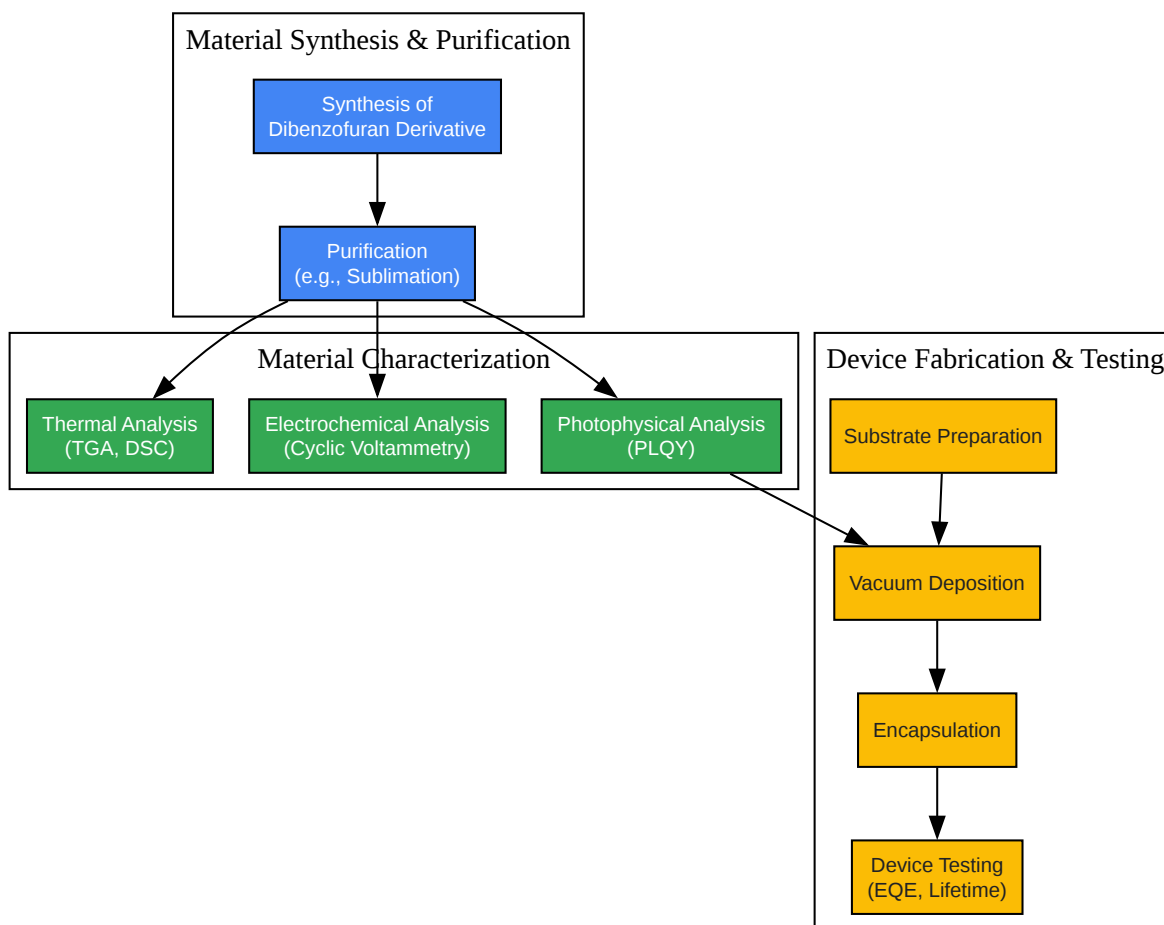 Material Synthesis & Purification
Synthesis of
Dibenzofuran Derivative
Purification
(e.g., Sublimation)
Material Characterization
Thermal Analysis
(TGA, DSC)
Electrochemical Analysis
(Cyclic Voltammetry)
Photophysical Analysis
(PLQY)
Device Fabrication & Testing
Substrate Preparation
Vacuum Deposition
Encapsulation
Device Testing
(EQE, Lifetime)